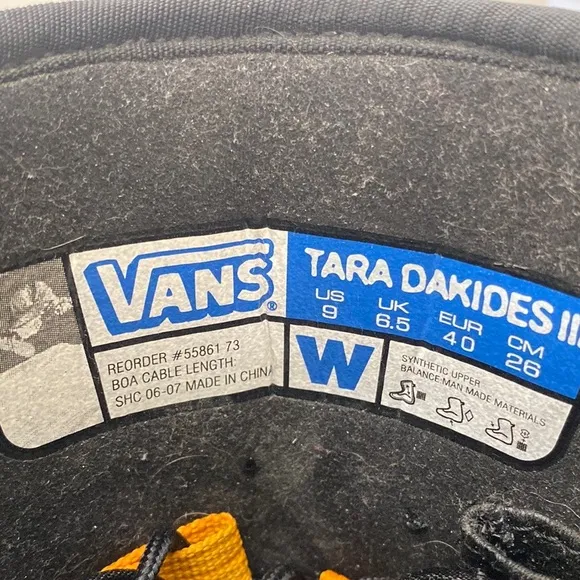 VANS®
REORDER #55861 73
BOA CABLE LENGTH:
SHC 06-07 MADE IN CHINA
TARA DAKIDES III
US UK EUR CM
9 6.5 40 26
W
SYNTHETIC UPPER
BALANCE:MAN MADE MATERIALS